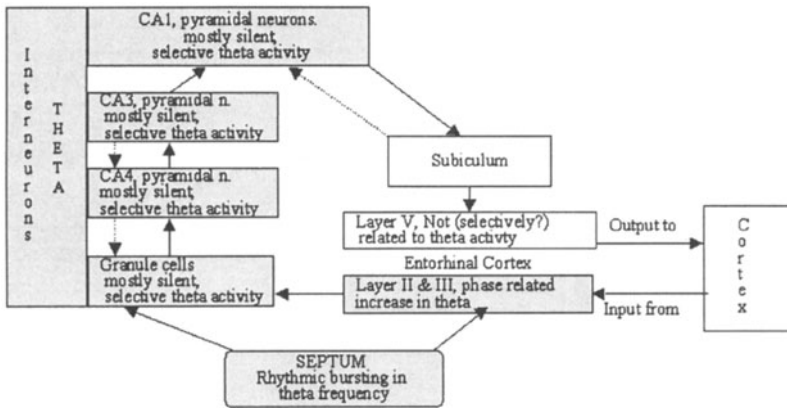 Interneurons
THETA
CA1, pyramidal neurons.
mostly silent,
selective theta activity
CA3, pyramidal n.
mostly silent,
selective theta activity
CA4, pyramidal n.
mostly silent,
selective theta activity
Granule cells
mostly silent,
selective theta activity
Subiculum
Layer V, Not (selectively?)
related to theta activty
Output to
Entorhinal Cortex
Layer II & III, phase related
increase in theta
Input from
Cortex
SEPTUM
Rhythmic bursting in
theta frequency